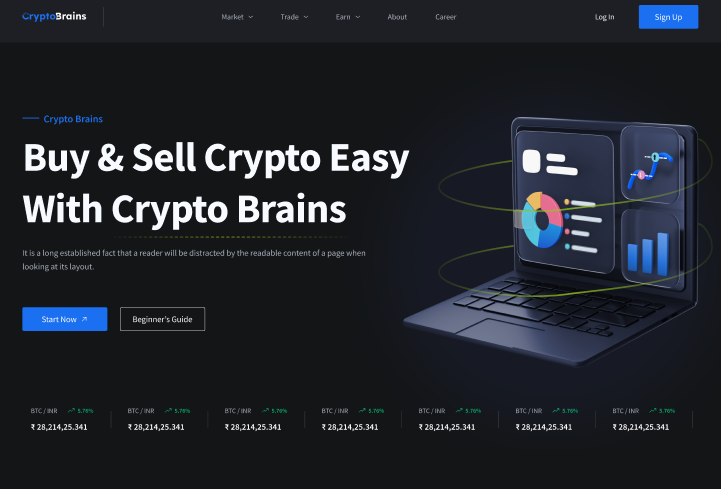 CryptoBrains
Market Trade Earn About Career Log In Sign Up
Crypto Brains
Buy & Sell Crypto Easy
With Crypto Brains
It is a long established fact that a reader will be distracted by the readable content of a page when
looking at its layout.
Start Now Beginner's Guide
BTC / INR 5.76% BTC / INR 5.76% BTC / INR 5.76% BTC / INR 5.76% BTC / INR 5.76% BTC / INR 5.76% BTC / INR 5.76%
₹ 28,214,25.341 ₹ 28,214,25.341 ₹ 28,214,25.341 ₹ 28,214,25.341 ₹ 28,214,25.341 ₹ 28,214,25.341 ₹ 28,214,25.341